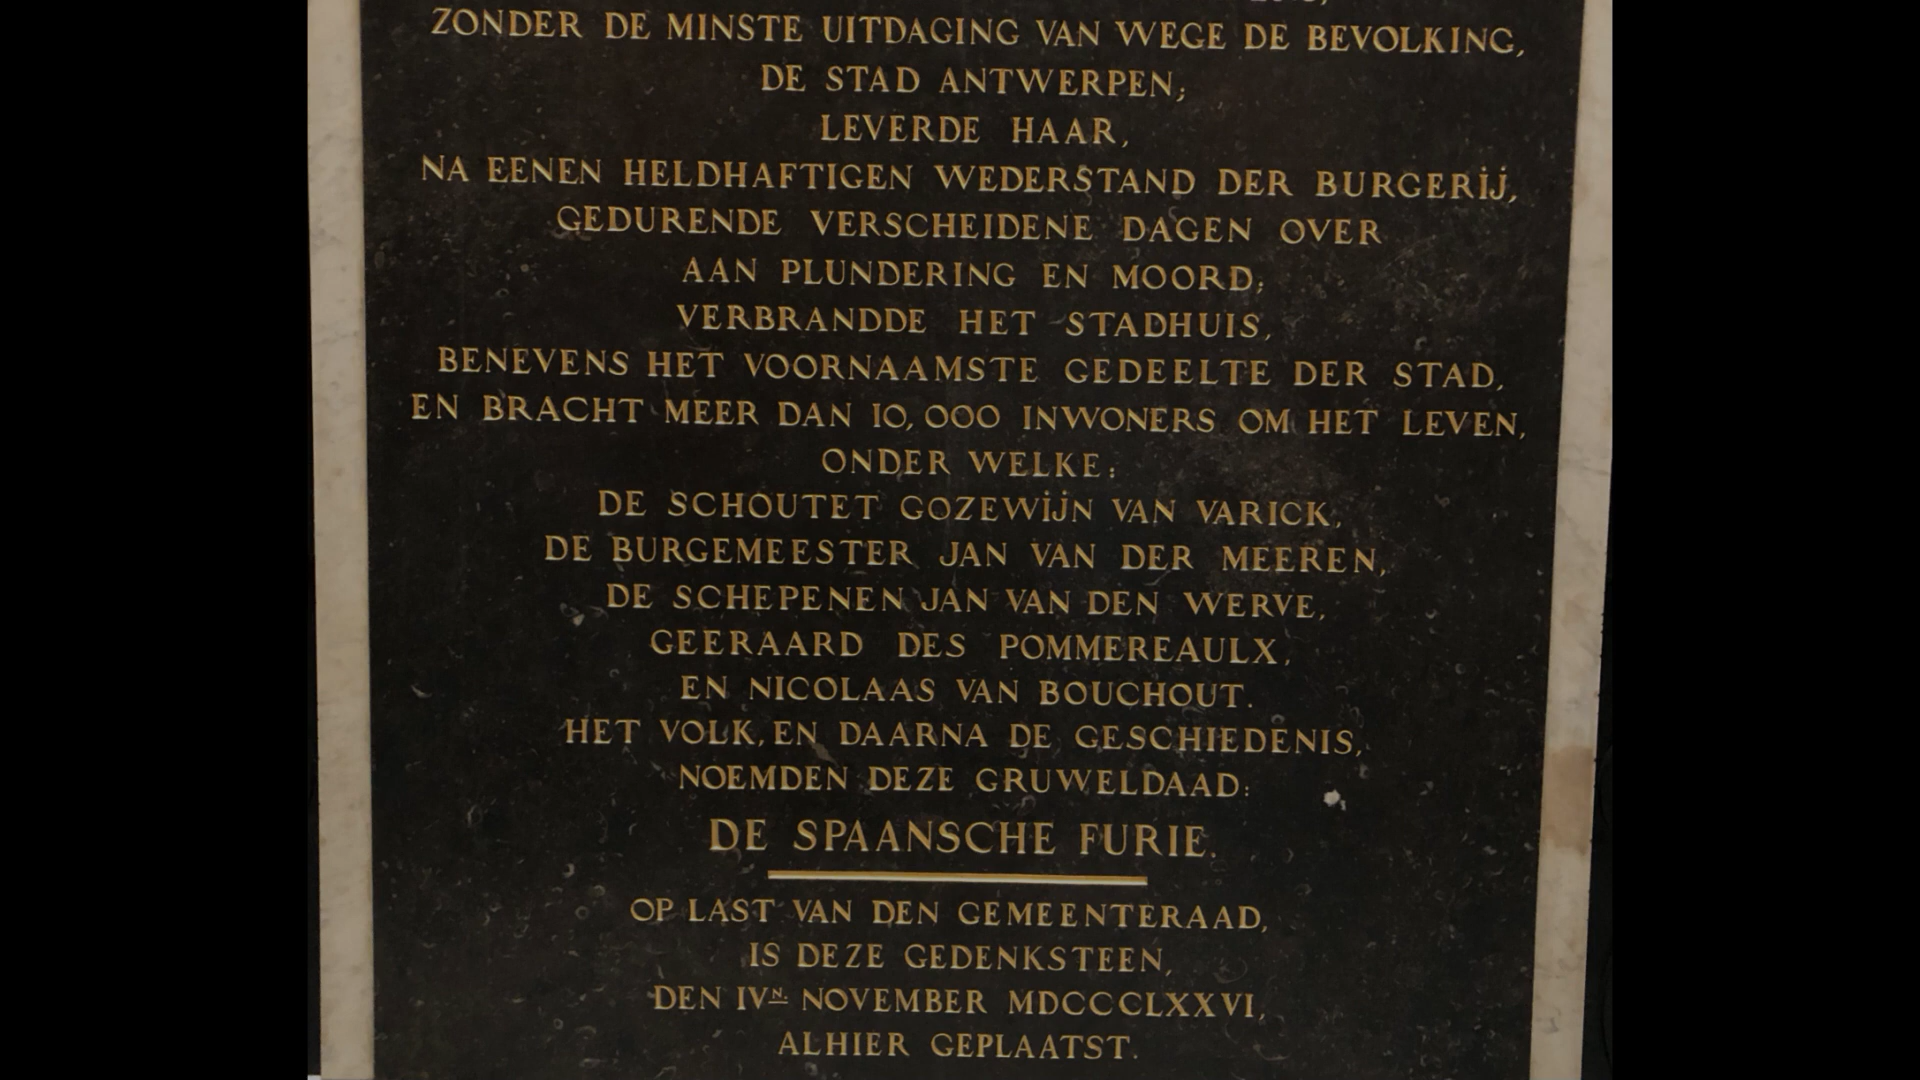 ZONDER DE MINSTE UITDAGING VAN WEGE DE BEVOLKING,
DE STAD ANTWERPEN;
LEVERDE HAAR,
NA EENEN HELDHAFTIGEN WEDERSTAND DER BURGERIJ,
GEDURENDE VERSCHEIDENE DAGEN OVER
AAN PLUNDERING EN MOORD;
VERBRANDDE HET STADHUIS,
BENEVENS HET VOORNAAMSTE GEDEELTE DER STAD,
EN BRACHT MEER DAN 10,000 INWONERS OM HET LEVEN,
ONDER WELKE:
DE SCHOUTET GOZEWIJN VAN VARICK,
DE BURGEMEESTER JAN VAN DER MEEREN,
DE SCHEPENEN JAN VAN DEN WERVE,
GEERAARD DES POMMEREAULX,
EN NICOLAAS VAN BOUCHOUT.
HET VOLK, EN DAARNA DE GESCHIEDENIS,
NOEMDEN DEZE GRUWELDAAD:
DE SPAANSCHE FURIE.
OP LAST VAN DEN GEMEENTERAAD,
IS DEZE GEDENKSTEEN,
DEN IVN. NOVEMBER MDCCCLXXVI,
ALHIER GEPLAATST.